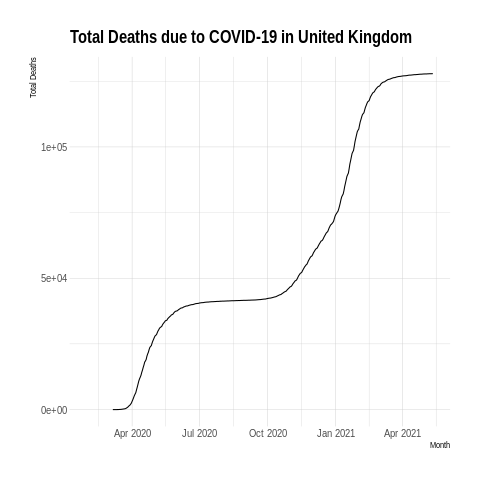 Total Deaths due to COVID-19 in United Kingdom
Total Deaths
1e+05
5e+04
0e+00
Apr 2020 Jul 2020 Oct 2020 Jan 2021 Apr 2021
Month